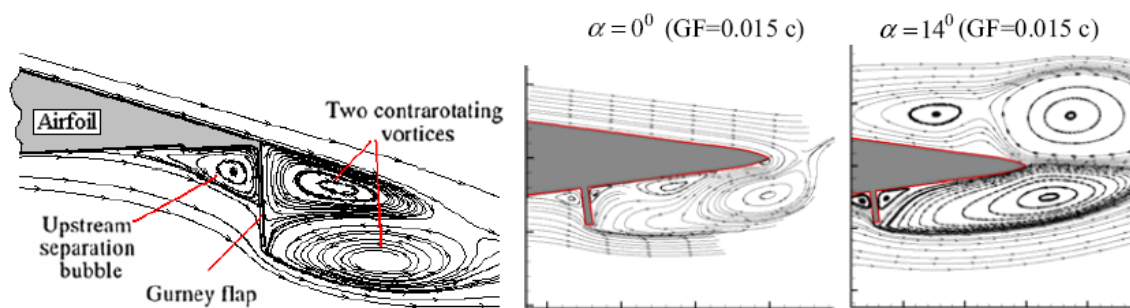 Airfoil
Two contrarotating
vortices
Upstream
separation
bubble
Gurney flap
α = 0⁰ (GF=0.015 c)
α = 14⁰ (GF=0.015 c)